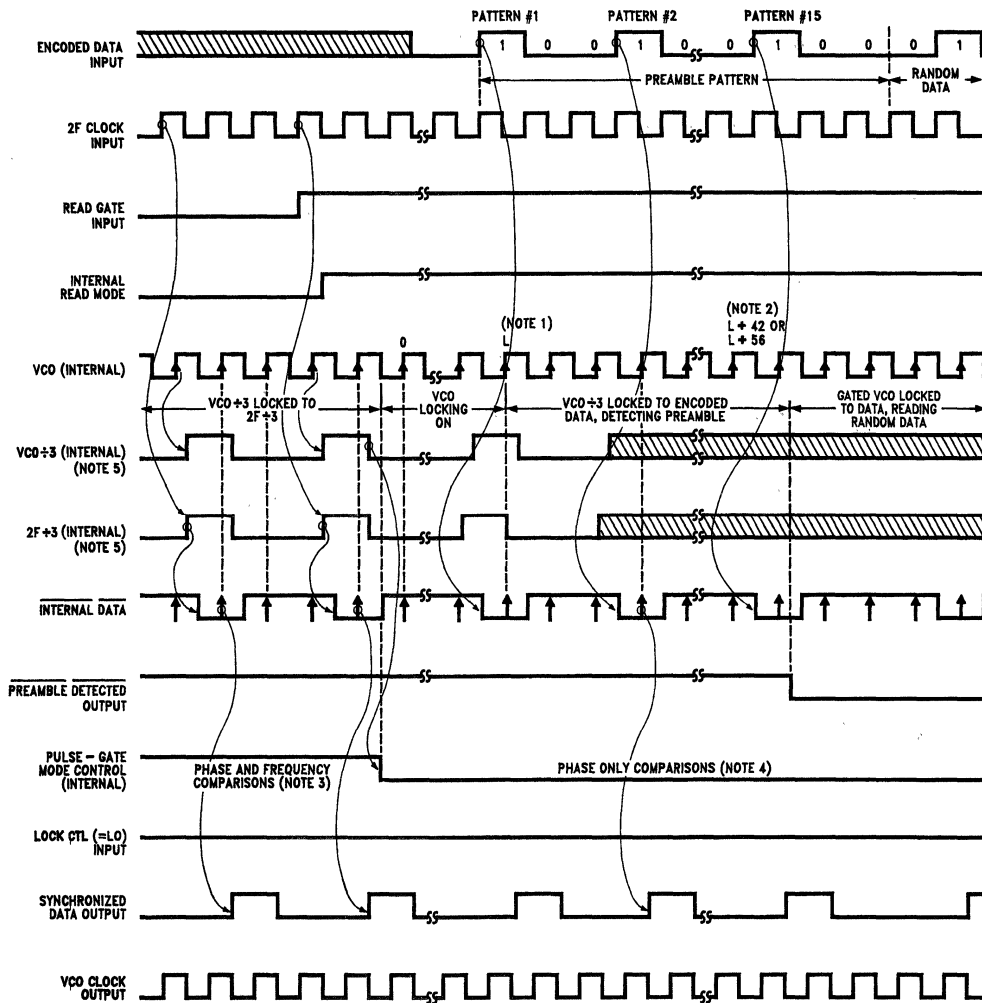 PATTERN #1 PATTERN #2 PATTERN #15
ENCODED DATA
INPUT
1 0 0 1 0 0 1 0 0 0 1
PREAMBLE PATTERN
RANDOM
DATA
2F CLOCK
INPUT
READ GATE
INPUT
INTERNAL
READ MODE
(NOTE 1)
(NOTE 2)
L + 42 OR
L + 56
0 L
VCO (INTERNAL)
VCO÷3 LOCKED TO
2F÷3
VCO
LOCKING
ON
VCO÷3 LOCKED TO ENCODED
DATA, DETECTING PREAMBLE
GATED VCO LOCKED
TO DATA, READING
RANDOM DATA
VCO÷3 (INTERNAL)
(NOTE 5)
2F÷3 (INTERNAL)
(NOTE 5)
INTERNAL DATA
PREAMBLE DETECTED
OUTPUT
PULSE – GATE
MODE CONTROL
(INTERNAL)
PHASE AND FREQUENCY
COMPARISONS (NOTE 3)
PHASE ONLY COMPARISONS (NOTE 4)
LOCK CTL (=LO)
INPUT
SYNCHRONIZED
DATA OUTPUT
VCO CLOCK
OUTPUT